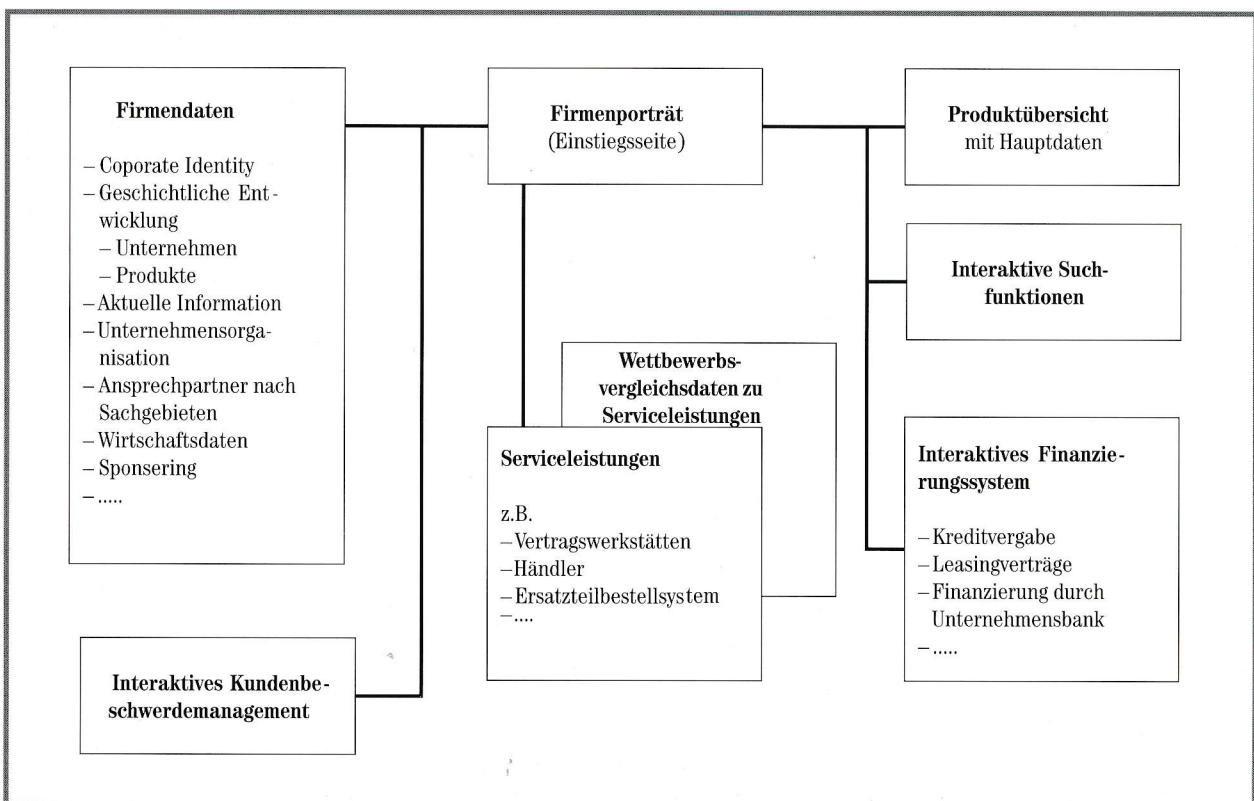 Firmendaten
– Coporate Identity
– Geschichtliche Ent-
wicklung
– Unternehmen
– Produkte
– Aktuelle Information
– Unternehmensorga-
nisation
– Ansprechpartner nach
Sachgebieten
– Wirtschaftsdaten
– Sponsering
– .....
Interaktives Kundenbe-
schwerdemanagement
Firmenporträt
(Einstiegsseite)
Wettbewerbs-
vergleichsdaten zu
Serviceleistungen
Serviceleistungen
z.B.
– Vertragswerkstätten
– Händler
– Ersatzteilbestellsystem
– ....
Produktübersicht
mit Hauptdaten
Interaktive Such-
funktionen
Interaktives Finanzie-
rungssystem
– Kreditvergabe
– Leasingverträge
– Finanzierung durch
Unternehmensbank
– .....